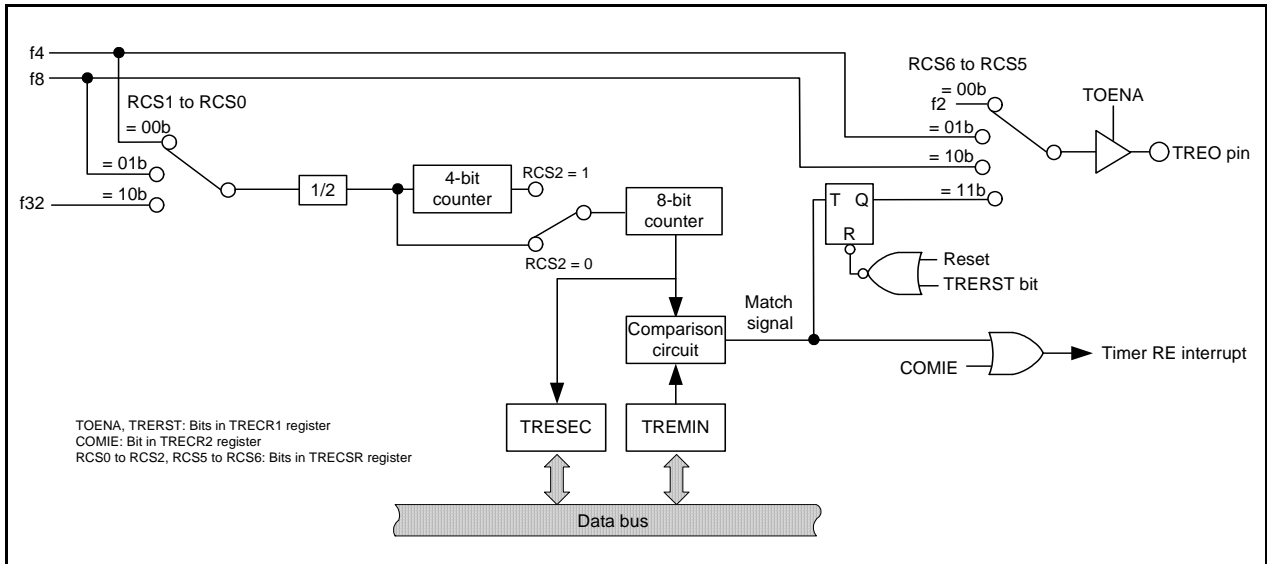 f4
f8
RCS1 to RCS0
= 00b
= 01b
= 10b
f32
1/2
4-bit
counter
RCS2 = 1
RCS2 = 0
8-bit
counter
RCS6 to RCS5
= 00b
f2
= 01b
= 10b
= 11b
TOENA
TREO pin
T Q
R
Reset
TRERST bit
Match
signal
Comparison
circuit
COMIE
Timer RE interrupt
TRESEC
TREMIN
TOENA, TRERST: Bits in TRECR1 register
COMIE: Bit in TRECR2 register
RCS0 to RCS2, RCS5 to RCS6: Bits in TRECSR register
Data bus